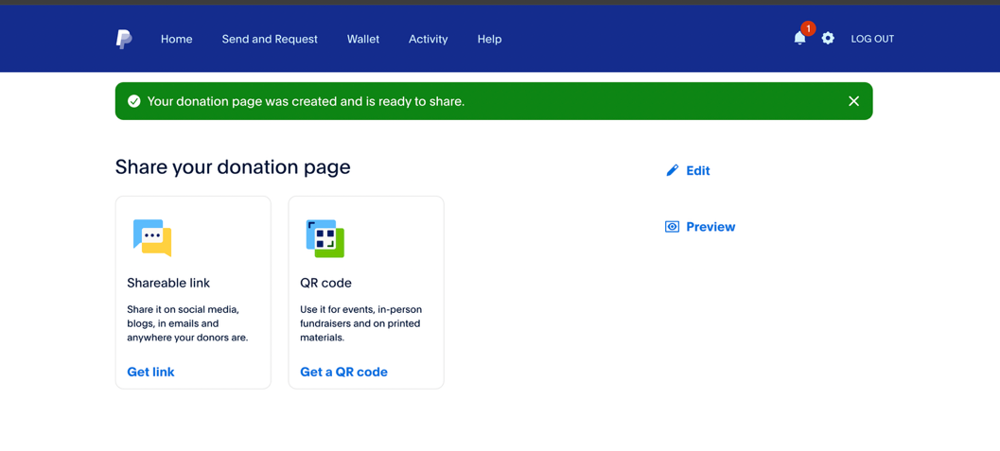 Home
Send and Request
Wallet
Activity
Help
1
LOG OUT
Your donation page was created and is ready to share.
Share your donation page
Edit
Preview
Shareable link
Share it on social media,
blogs, in emails and
anywhere your donors are.
Get link
QR code
Use it for events, in-person
fundraisers and on printed
materials.
Get a QR code